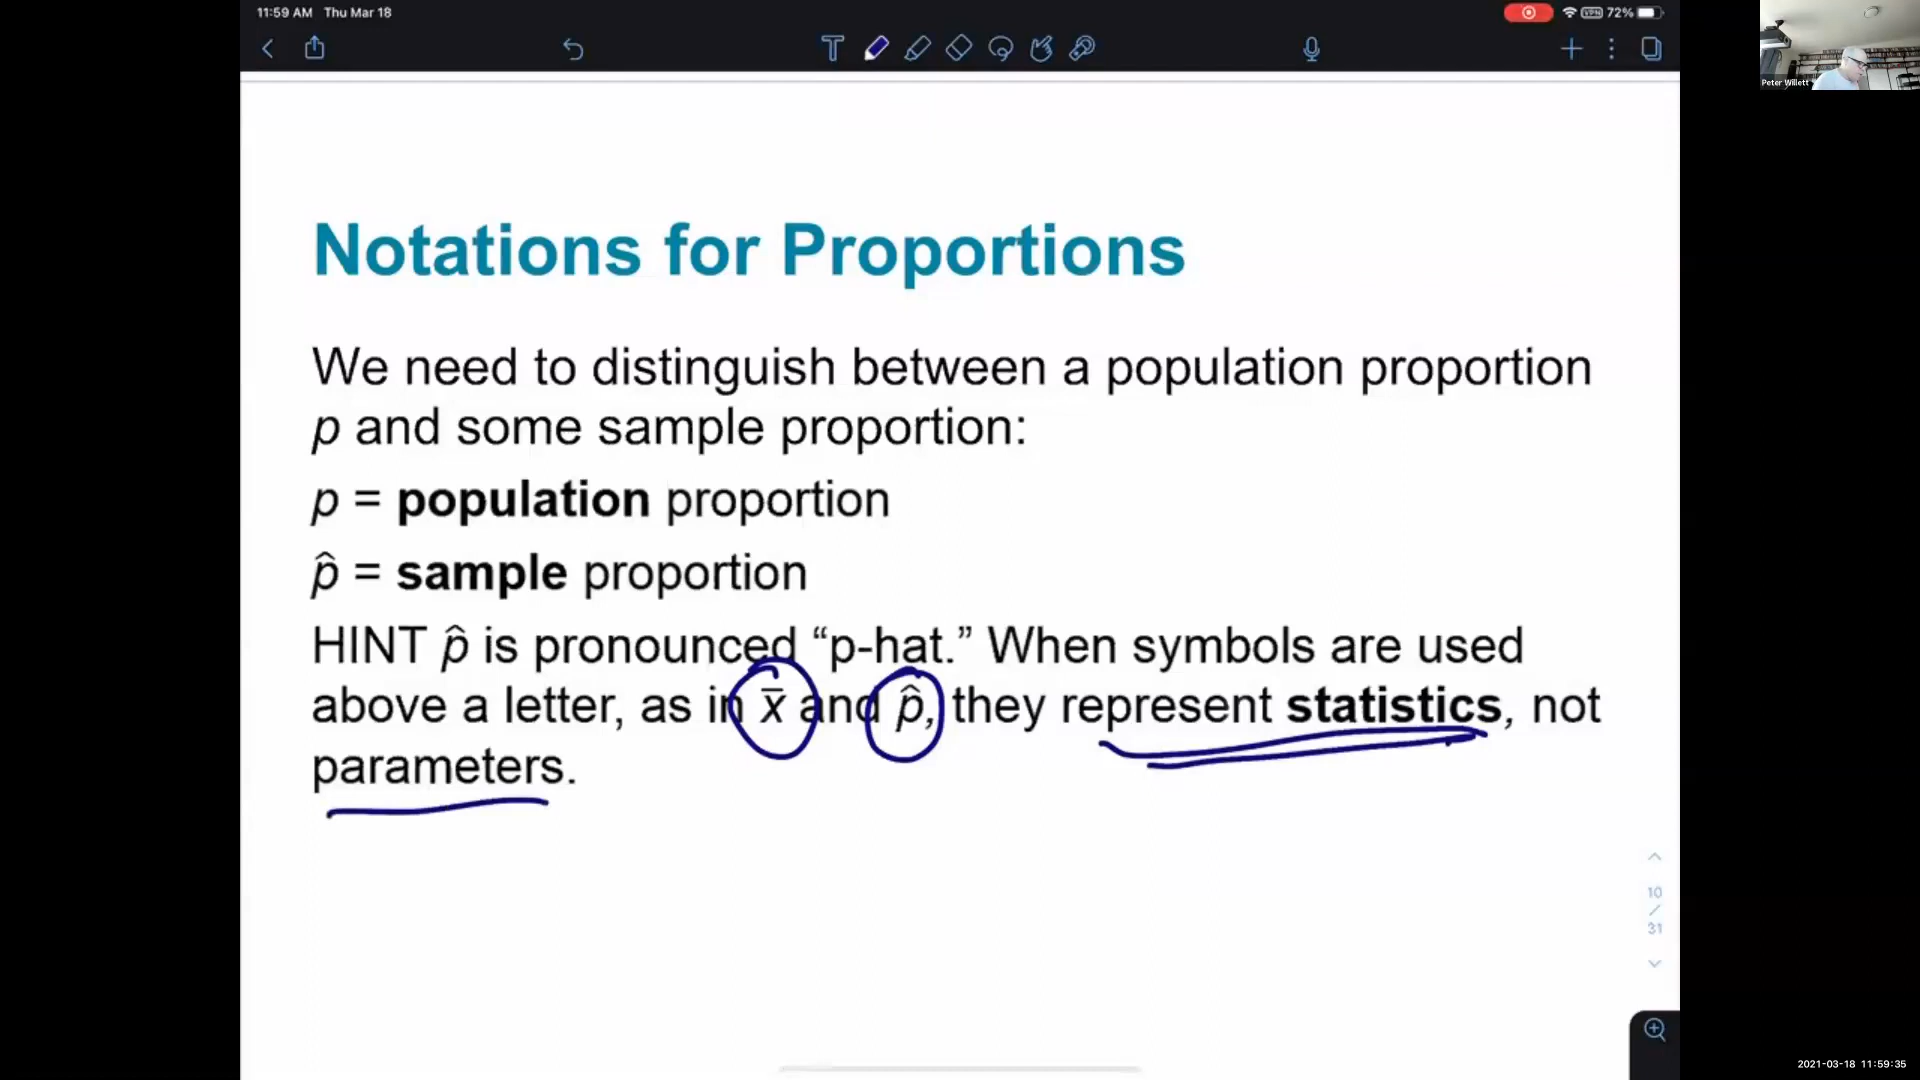 11:59 AM Thu Mar 18
VPN 72%
Peter Willett
Notations for Proportions
We need to distinguish between a population proportion
p and some sample proportion:
p = population proportion
p̂ = sample proportion
HINT p̂ is pronounced “p-hat.” When symbols are used
above a letter, as in x̄ and p̂, they represent statistics, not
parameters.
10
/
31
2021-03-18 11:59:35